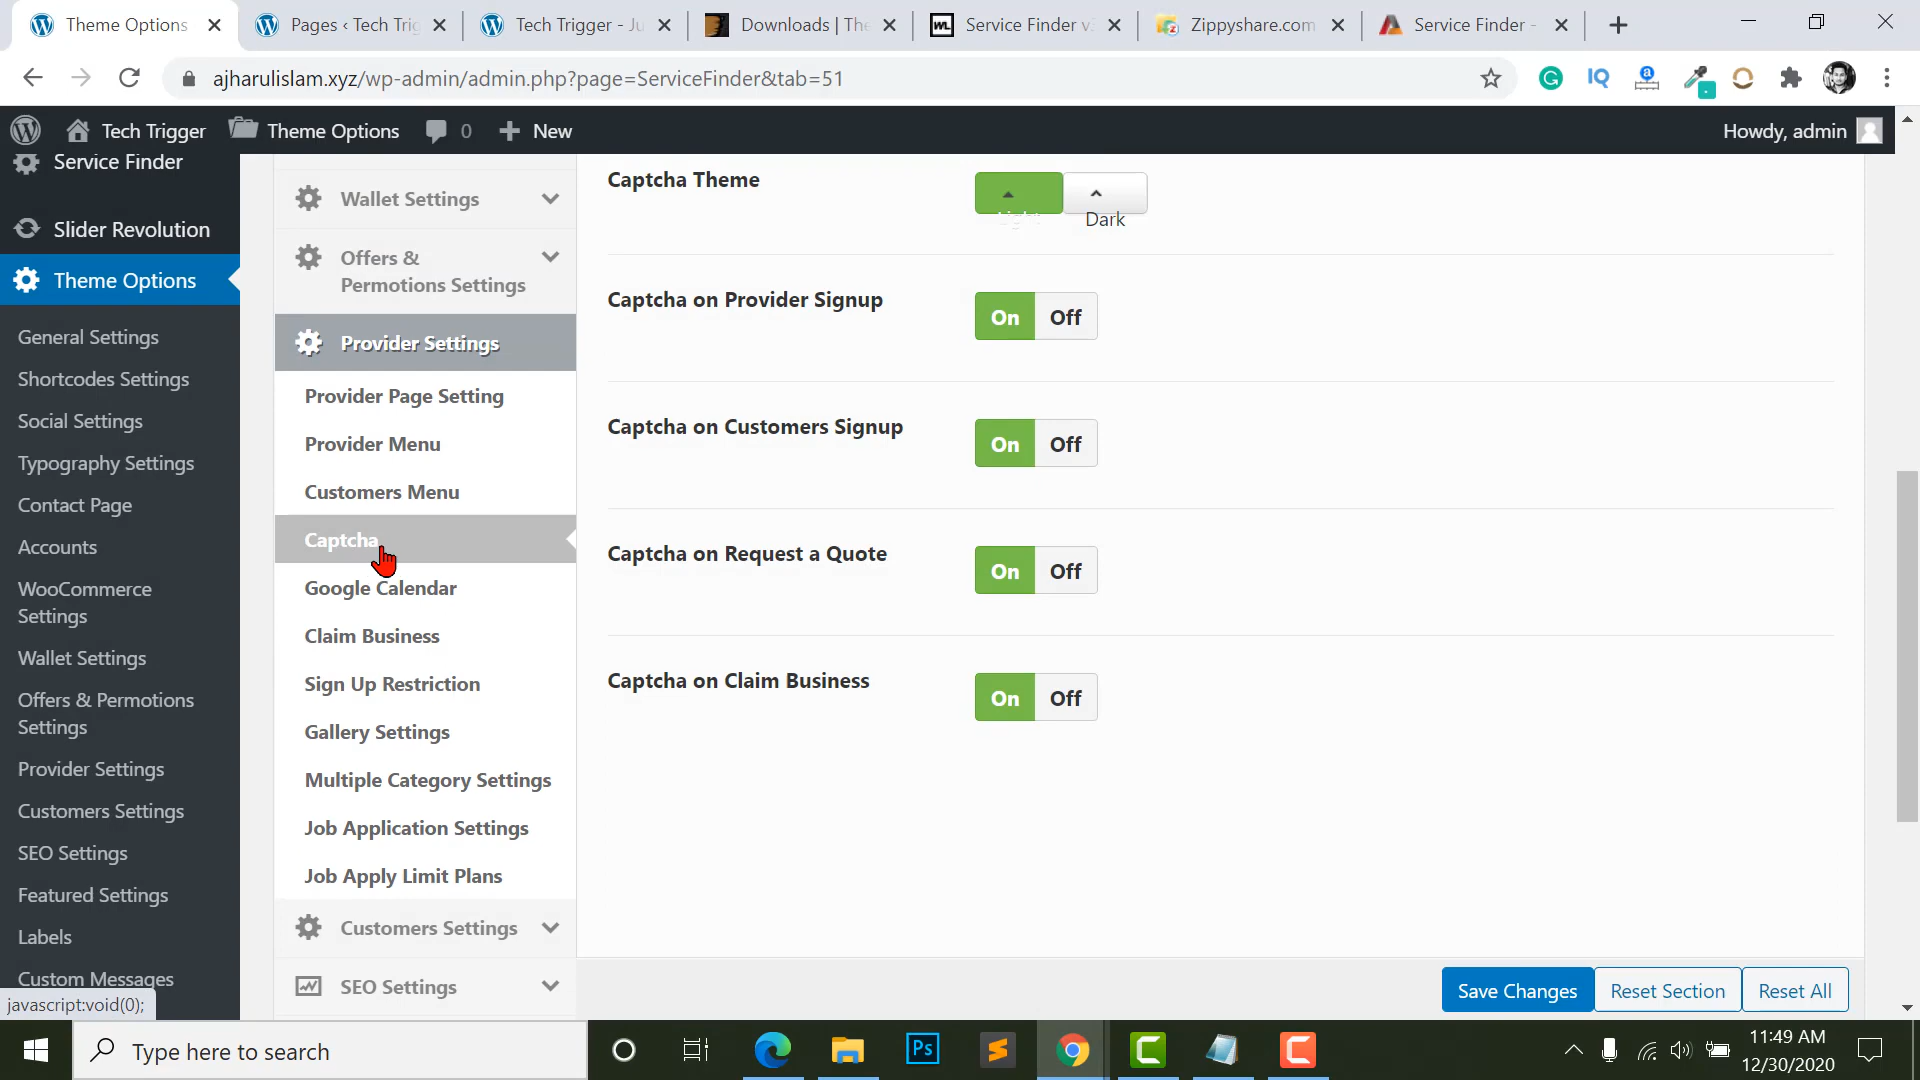 Theme Options
Pages ‹ Tech Trig
Tech Trigger - Ju
Downloads | The
Service Finder v
Zippyshare.com
Service Finder -
ajharulislam.xyz/wp-admin/admin.php?page=ServiceFinder&tab=51
Tech Trigger
Theme Options
0
New
Howdy, admin
Service Finder
Slider Revolution
Theme Options
General Settings
Shortcodes Settings
Social Settings
Typography Settings
Contact Page
Accounts
WooCommerce
Settings
Wallet Settings
Offers & Permotions
Settings
Provider Settings
Customers Settings
SEO Settings
Featured Settings
Labels
Custom Messages
javascript:void(0);
Wallet Settings
Offers &
Permotions Settings
Provider Settings
Provider Page Setting
Provider Menu
Customers Menu
Captcha
Google Calendar
Claim Business
Sign Up Restriction
Gallery Settings
Multiple Category Settings
Job Application Settings
Job Apply Limit Plans
Customers Settings
SEO Settings
Captcha Theme
Light
Dark
Captcha on Provider Signup
On
Off
Captcha on Customers Signup
On
Off
Captcha on Request a Quote
On
Off
Captcha on Claim Business
On
Off
Save Changes
Reset Section
Reset All
Type here to search
Ps
11:49 AM
12/30/2020